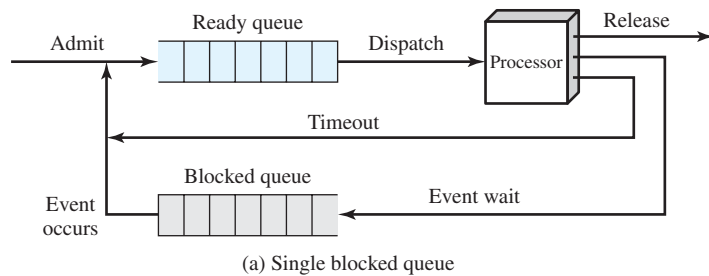 Ready queue
Release
Admit
Dispatch
Processor
Timeout
Blocked queue
Event wait
Event
occurs
(a) Single blocked queue